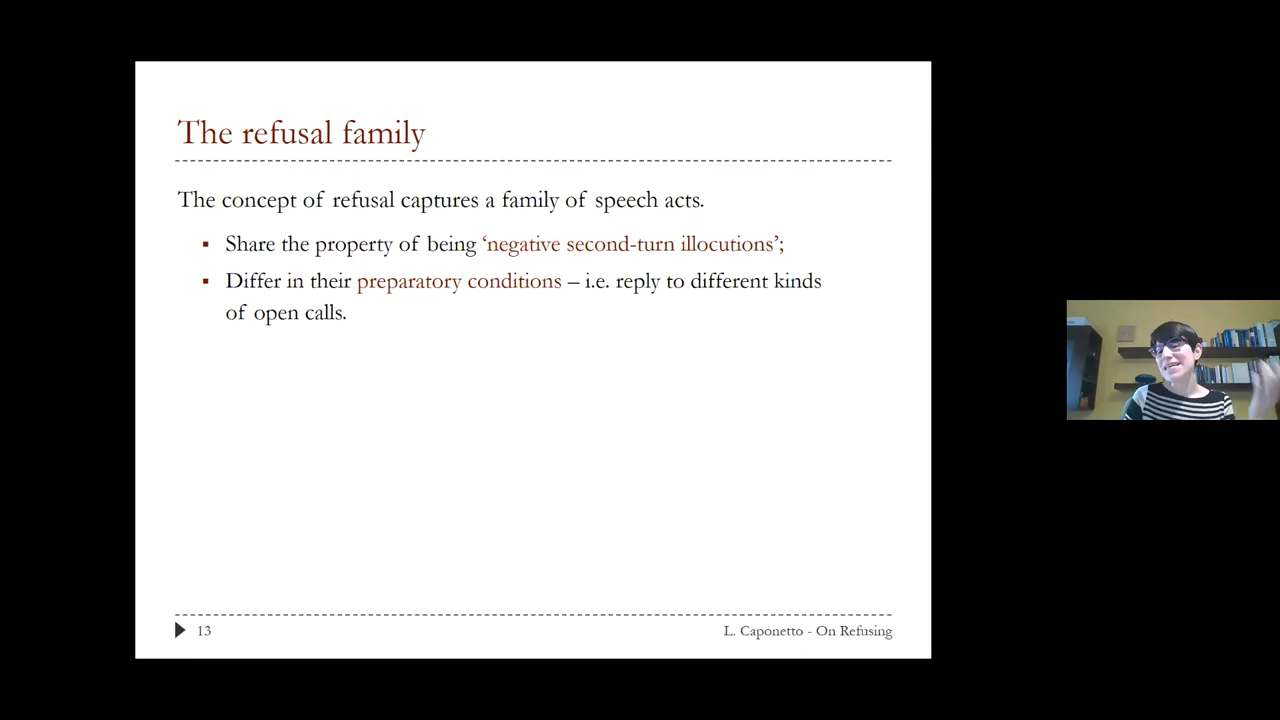 The refusal family
The concept of refusal captures a family of speech acts.
▪ Share the property of being ‘negative second-turn illocutions’;
▪ Differ in their preparatory conditions – i.e. reply to different kinds
of open calls.
13
L. Caponetto - On Refusing